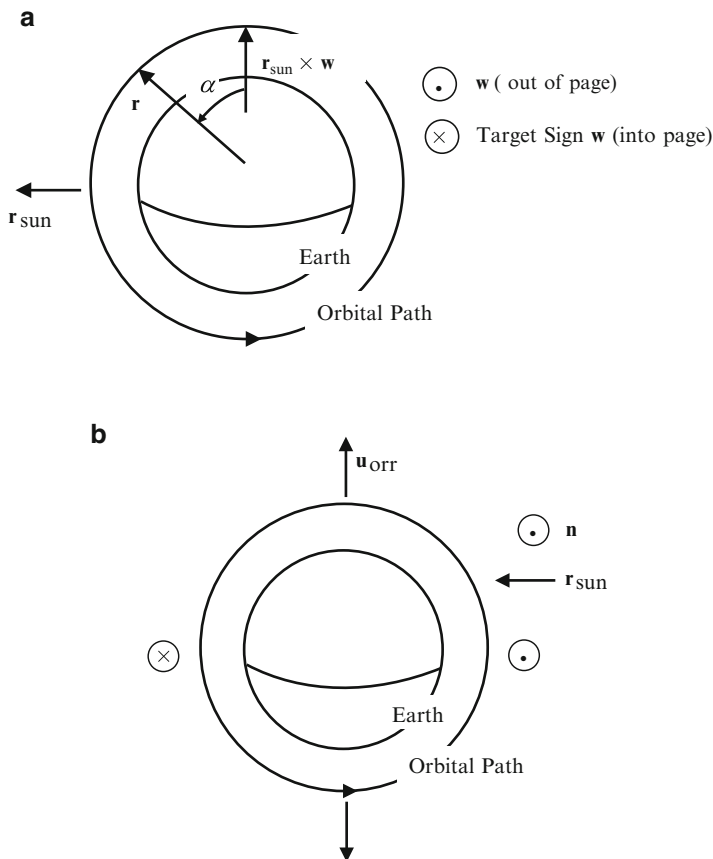 a
r_sun × w
α
r
w ( out of page)
Target Sign w (into page)
r_sun
Earth
Orbital Path
b
u_orr
n
r_sun
Earth
Orbital Path